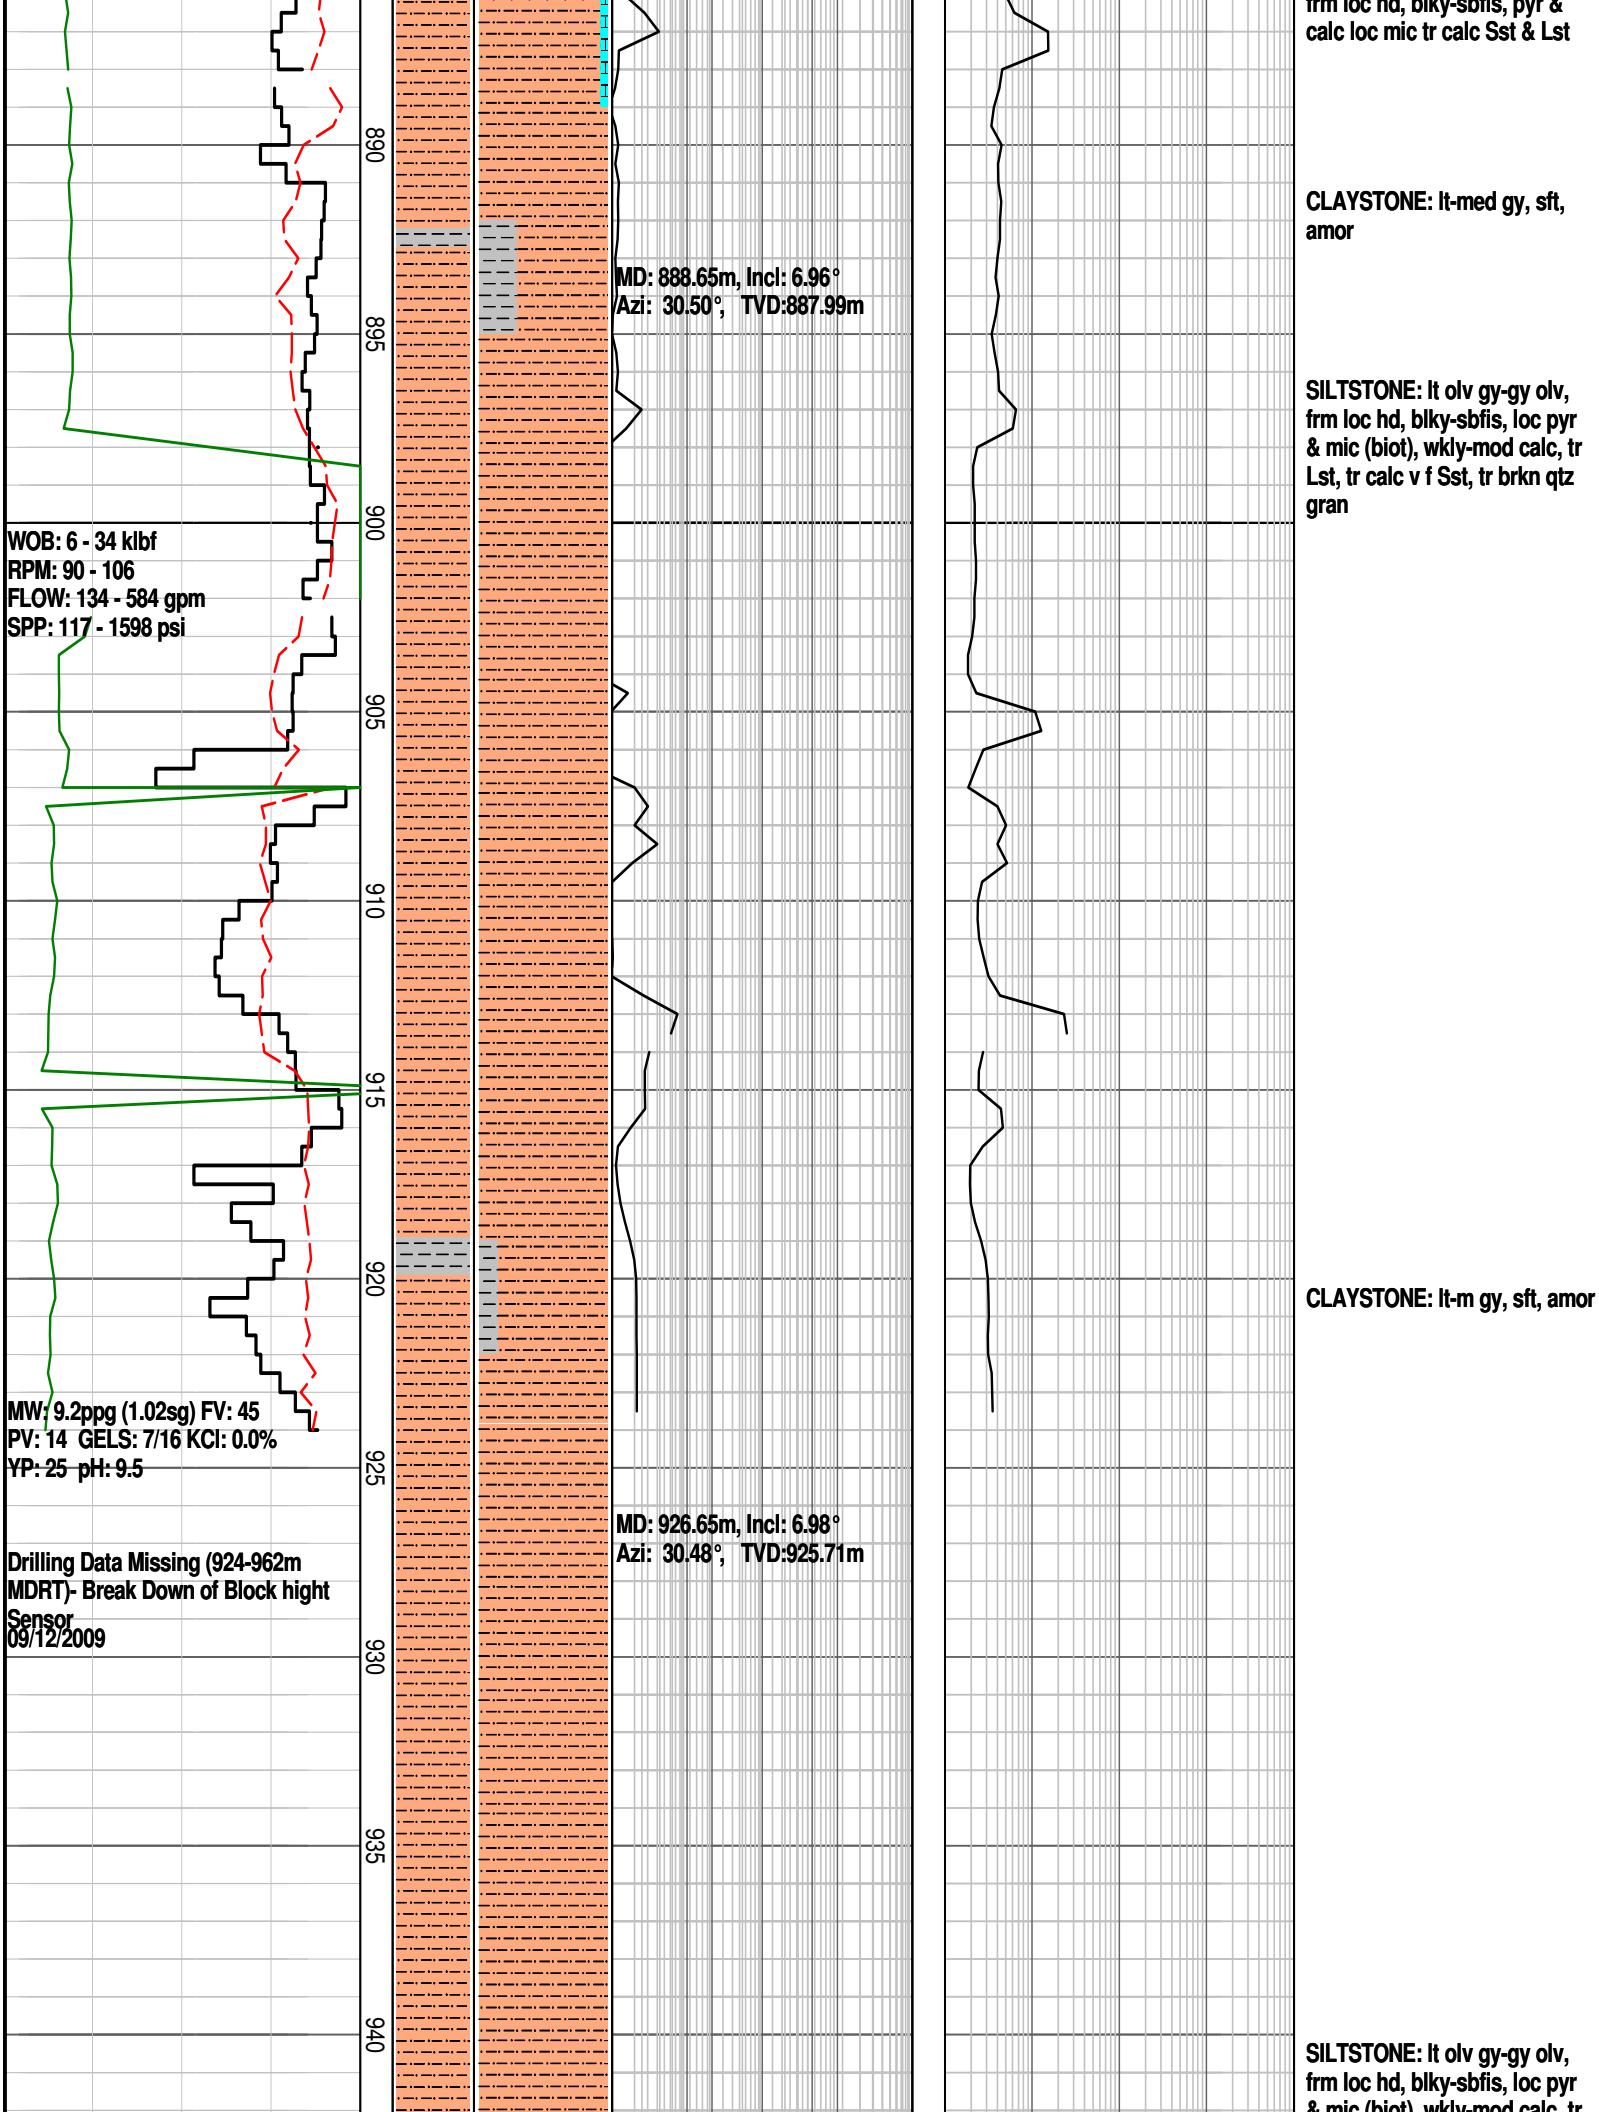 frm loc hd, blky-sbfis, pyr &
calc loc mic tr calc Sst & Lst
890
CLAYSTONE: lt-med gy, sft,
amor
MD: 888.65m, Incl: 6.96°
Azi: 30.50°, TVD:887.99m
895
SILTSTONE: lt olv gy-gy olv,
frm loc hd, blky-sbfis, loc pyr
& mic (biot), wkly-mod calc, tr
Lst, tr calc v f Sst, tr brkn qtz
gran
900
WOB: 6 - 34 klbf
RPM: 90 - 106
FLOW: 134 - 584 gpm
SPP: 117 - 1598 psi
905
910
915
920
CLAYSTONE: lt-m gy, sft, amor
MW: 9.2ppg (1.02sg) FV: 45
PV: 14 GELS: 7/16 KCl: 0.0%
YP: 25 pH: 9.5
925
MD: 926.65m, Incl: 6.98°
Azi: 30.48°, TVD:925.71m
Drilling Data Missing (924-962m
MDRT)- Break Down of Block hight
Sensor
09/12/2009
930
935
940
SILTSTONE: lt olv gy-gy olv,
frm loc hd, blky-sbfis, loc pyr
& mic (biot), wkly-mod calc, tr